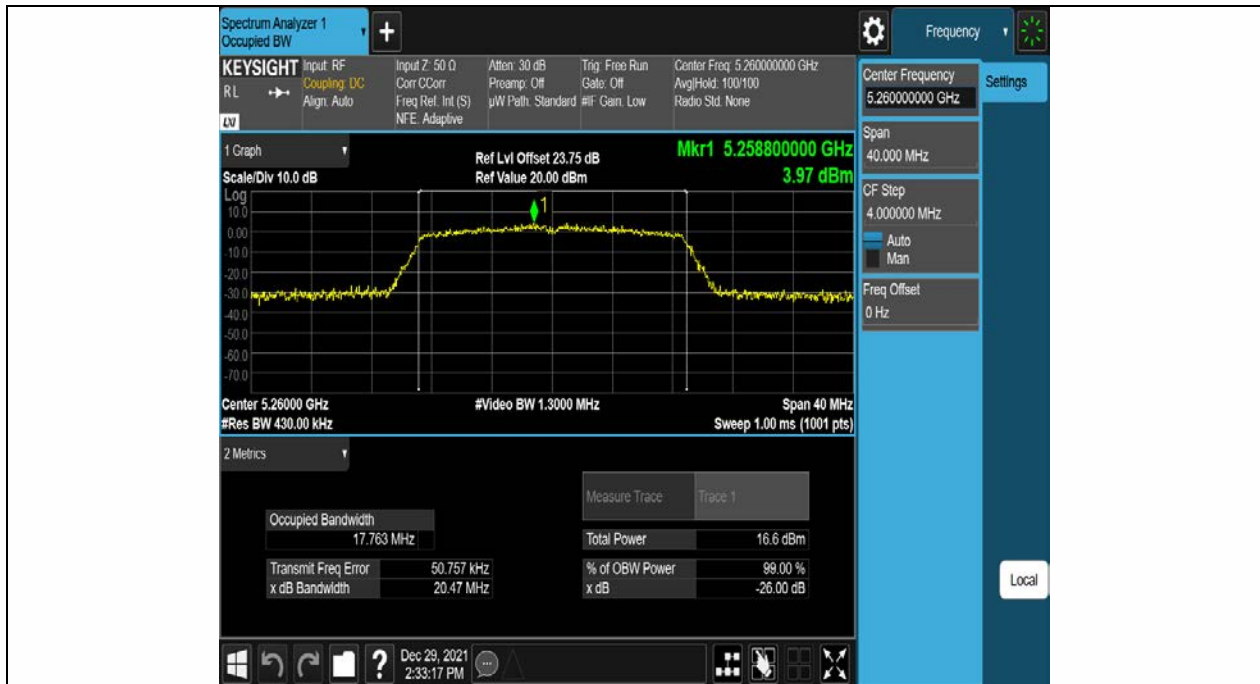 Spectrum Analyzer 1
Occupied BW
+
Frequency
KEYSIGHT
RL
LXI
Input: RF
Coupling: DC
Align: Auto
Input Z: 50 Ω
Corr CCorr
Freq Ref: Int (S)
NFE: Adaptive
Atten: 30 dB
Preamp: Off
µW Path: Standard
Trig: Free Run
Gate: Off
#IF Gain: Low
Center Freq: 5.260000000 GHz
Avg|Hold: 100/100
Radio Std: None
Center Frequency
5.260000000 GHz
Settings
Span
40.000 MHz
CF Step
4.000000 MHz
Auto
Man
Freq Offset
0 Hz
Local
1 Graph
Scale/Div 10.0 dB
Ref Lvl Offset 23.75 dB
Ref Value 20.00 dBm
Mkr1 5.258800000 GHz
3.97 dBm
Log
10.0
0.00
-10.0
-20.0
-30.0
-40.0
-50.0
-60.0
-70.0
1
Center 5.26000 GHz
#Res BW 430.00 kHz
#Video BW 1.3000 MHz
Span 40 MHz
Sweep 1.00 ms (1001 pts)
2 Metrics
Measure Trace Trace 1
Occupied Bandwidth
17.763 MHz
Total Power 16.6 dBm
Transmit Freq Error 50.757 kHz
% of OBW Power 99.00 %
x dB Bandwidth 20.47 MHz
x dB -26.00 dB
?
Dec 29, 2021
2:33:17 PM